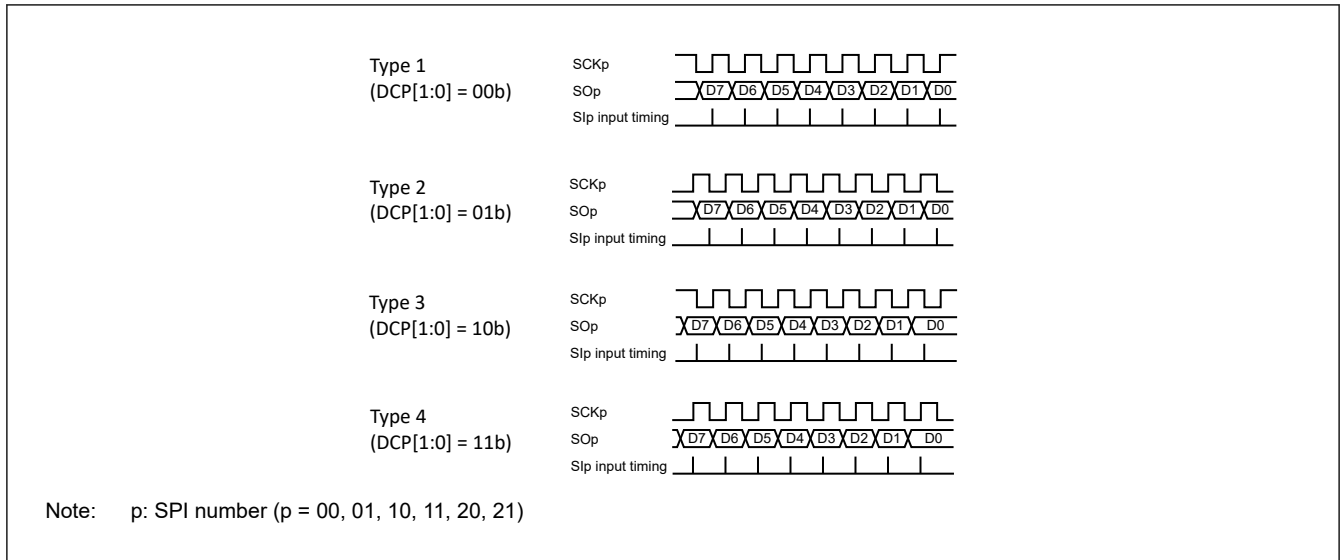 Type 1
(DCP[1:0] = 00b)
SCKp
SOp
D7 D6 D5 D4 D3 D2 D1 D0
SIp input timing
Type 2
(DCP[1:0] = 01b)
SCKp
SOp
D7 D6 D5 D4 D3 D2 D1 D0
SIp input timing
Type 3
(DCP[1:0] = 10b)
SCKp
SOp
D7 D6 D5 D4 D3 D2 D1 D0
SIp input timing
Type 4
(DCP[1:0] = 11b)
SCKp
SOp
D7 D6 D5 D4 D3 D2 D1 D0
SIp input timing
Note: p: SPI number (p = 00, 01, 10, 11, 20, 21)